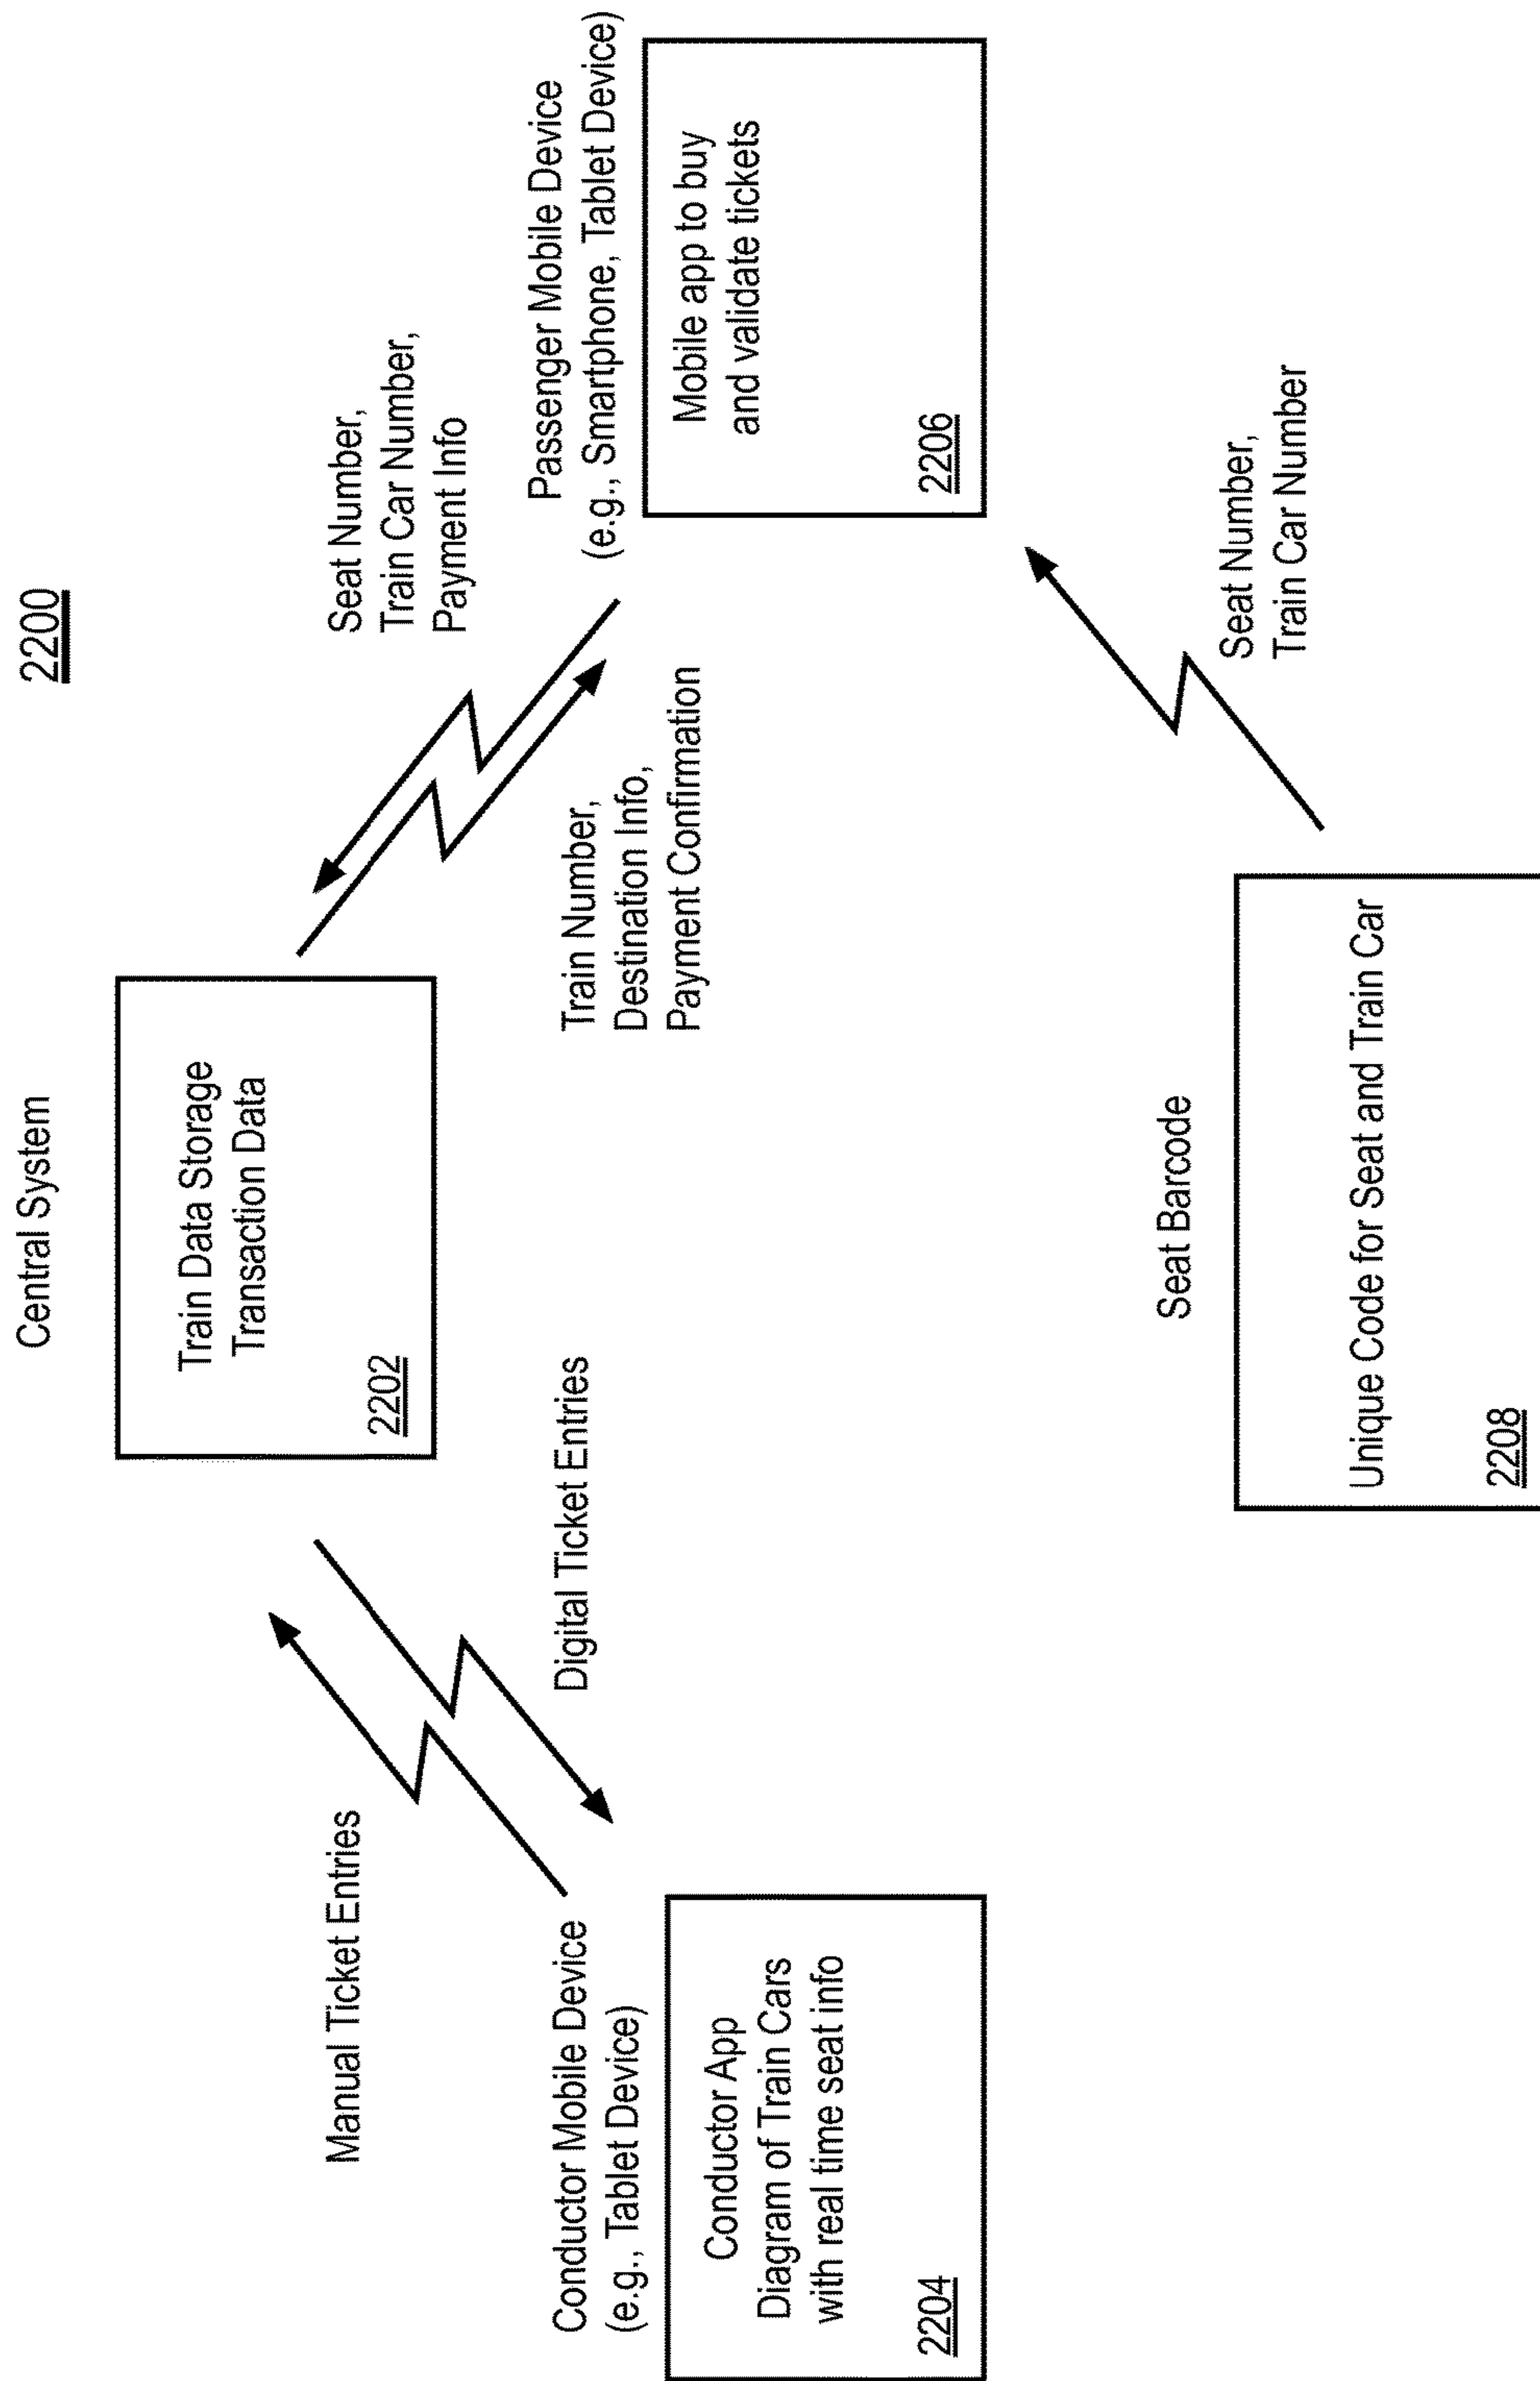 2200
Central System
Train Data Storage
Transaction Data
2202
Manual Ticket Entries
Digital Ticket Entries
Seat Number,
Train Car Number,
Payment Info
Train Number,
Destination Info,
Payment Confirmation
Conductor Mobile Device
(e.g., Tablet Device)
Conductor App
Diagram of Train Cars
with real time seat info
2204
Passenger Mobile Device
(e.g., Smartphone, Tablet Device)
Mobile app to buy
and validate tickets
2206
Seat Number,
Train Car Number
Seat Barcode
Unique Code for Seat and Train Car
2208